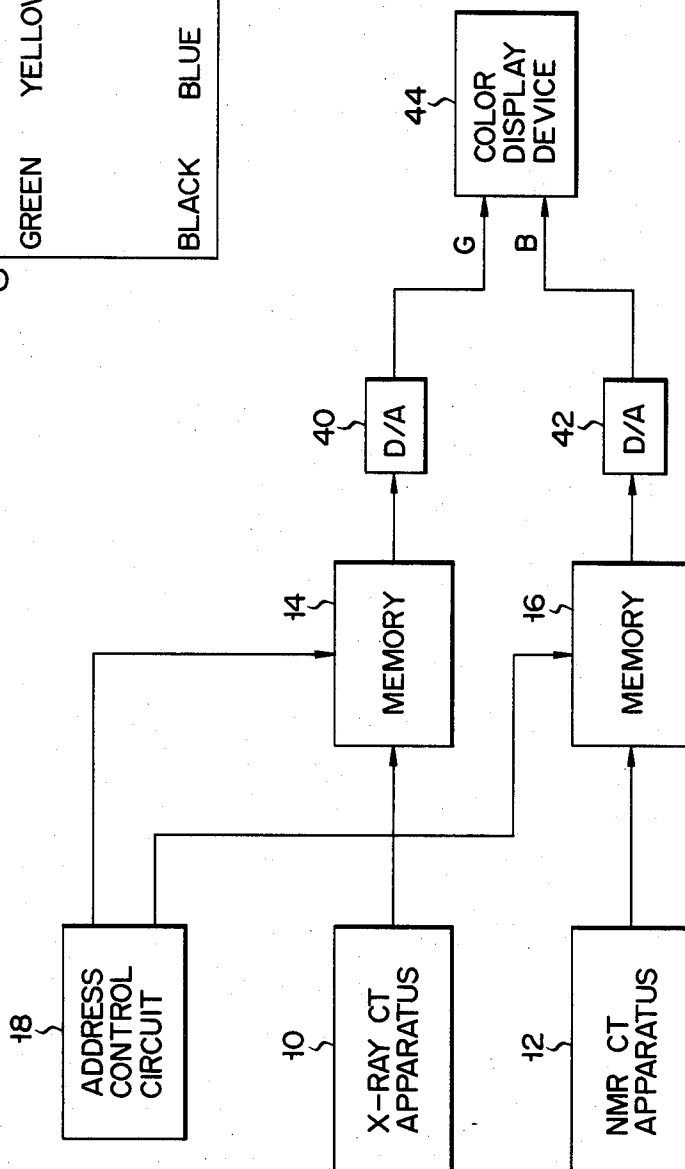 GREEN YELLOW
BLACK BLUE
18
ADDRESS
CONTROL
CIRCUIT
10
X-RAY CT
APPARATUS
12
NMR CT
APPARATUS
14
MEMORY
16
MEMORY
40
D/A
42
D/A
G
B
44
COLOR
DISPLAY
DEVICE